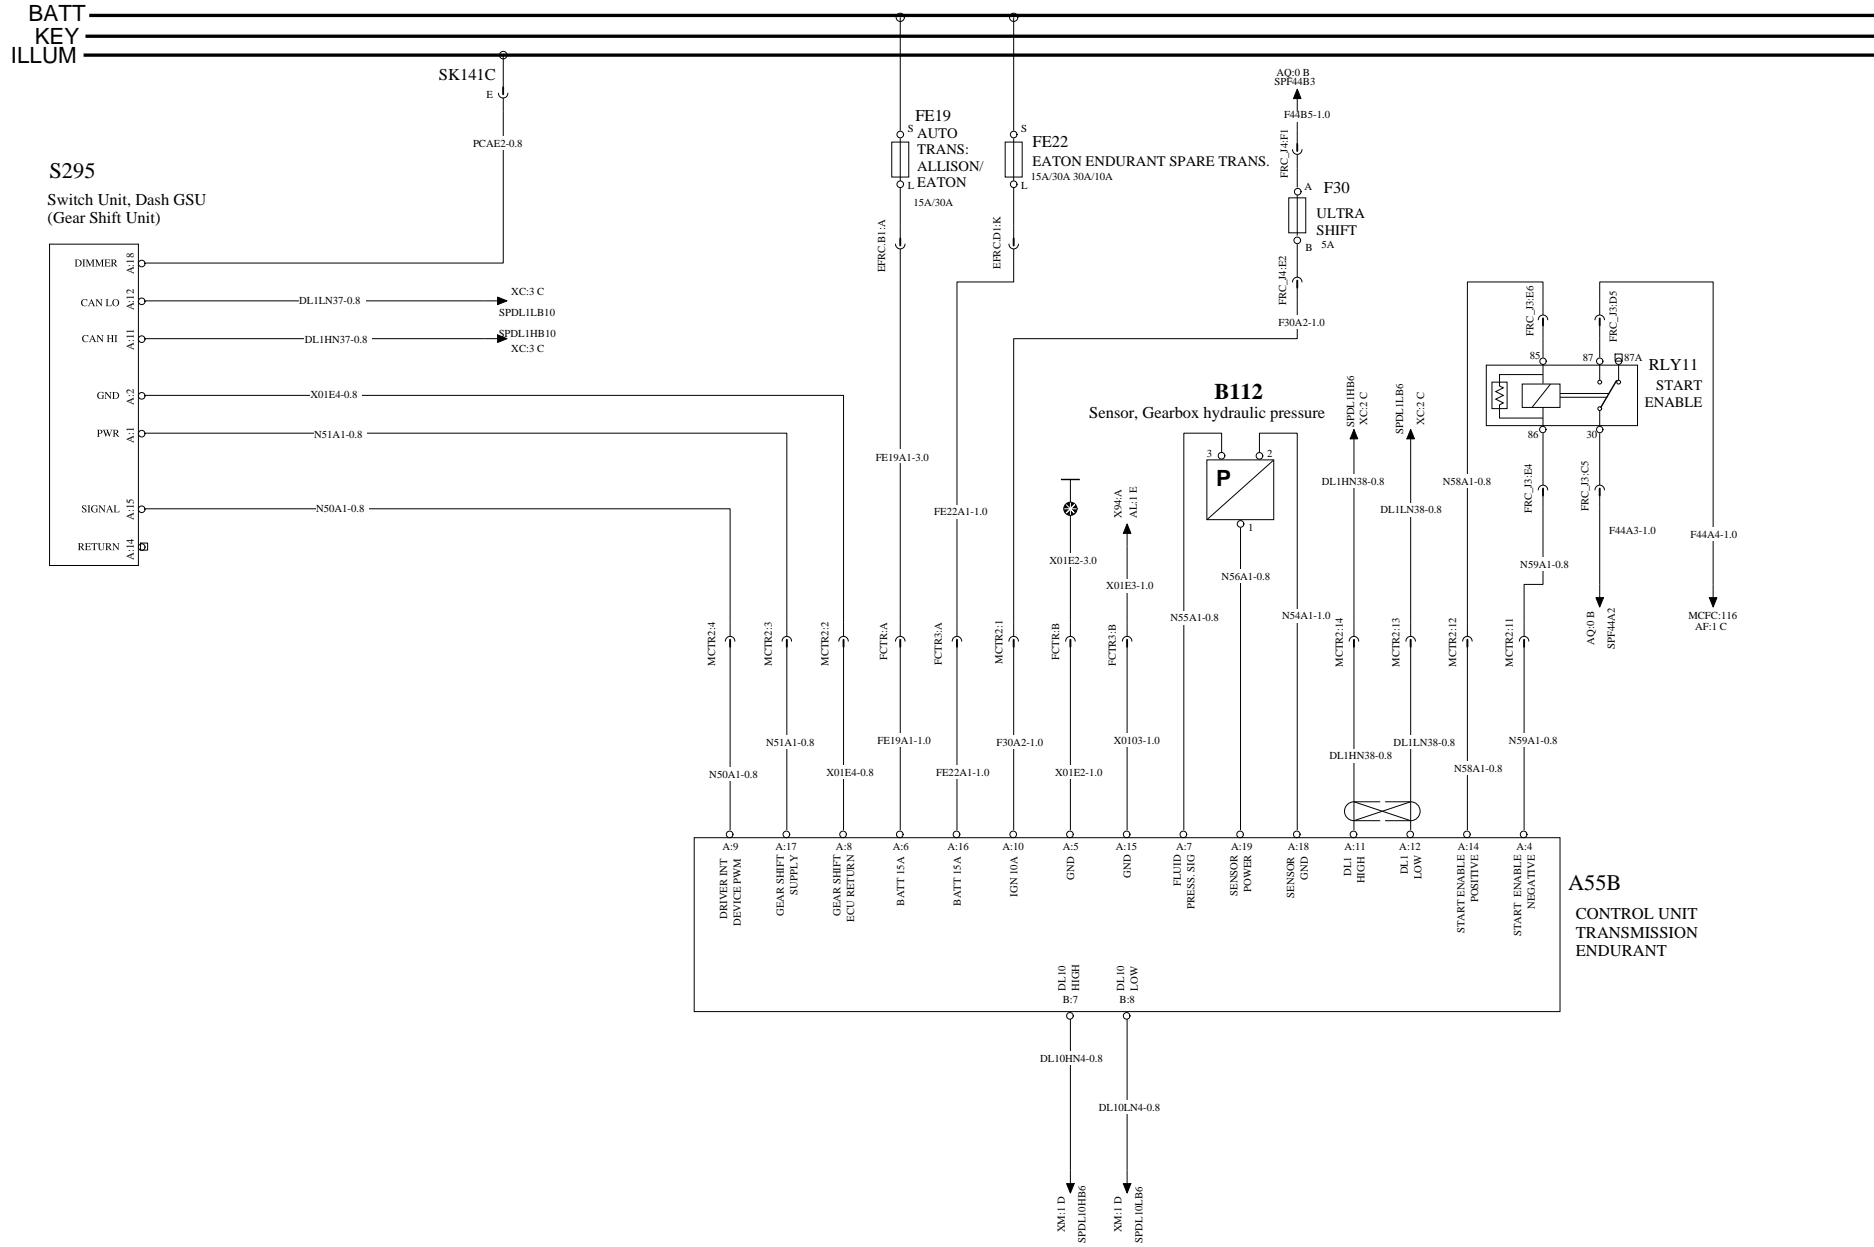 BATT
KEY
ILLUM
SK141C
E
PCAE2-0.8
S295
Switch Unit, Dash GSU
(Gear Shift Unit)
DIMMER
A:18
CAN LO
A:12
DL1LN37-0.8
XC:3 C
SPDL1LB10
CAN HI
A:11
DL1HN37-0.8
SPDL1HB10
XC:3 C
GND
A:2
X01E4-0.8
PWR
A:1
N51A1-0.8
SIGNAL
A:15
N50A1-0.8
RETURN
A:14
FE19
S
AUTO
TRANS:
ALLISON/
EATON
L
15A/30A
EFRC.B1:A
FE19A1-3.0
S
FE22
EATON ENDURANT SPARE TRANS.
15A/30A 30A/10A
L
EFRC.D1:K
FE22A1-1.0
AQ:0 B
SPF44B3
F44B5-1.0
FRC_J4:F1
A
F30
ULTRA
SHIFT
B
5A
FRC_J4:E2
F30A2-1.0
B112
Sensor, Gearbox hydraulic pressure
3
2
P
1
X01E2-3.0
X94:A
AL:1 E
X01E3-1.0
N55A1-0.8
N56A1-0.8
N54A1-1.0
SPDL1HB6
XC:2 C
DL1HN38-0.8
SPDL1LB6
XC:2 C
DL1LN38-0.8
N58A1-0.8
FRC_J3:E6
FRC_J3:D5
85
87
87A
RLY11
START
ENABLE
86
30
FRC_J3:E4
FRC_J3:C5
N59A1-0.8
F44A3-1.0
F44A4-1.0
AQ:0 B
SPF44A2
MCFC:116
AF:1 C
MCTR2:4
MCTR2:3
MCTR2:2
FCTR:A
FCTR3:A
MCTR2:1
FCTR:B
FCTR3:B
MCTR2:14
MCTR2:13
MCTR2:12
MCTR2:11
N50A1-0.8
N51A1-0.8
X01E4-0.8
FE19A1-1.0
FE22A1-1.0
F30A2-1.0
X01E2-1.0
X0103-1.0
DL1HN38-0.8
DL1LN38-0.8
N58A1-0.8
N59A1-0.8
A:9
DRIVER INT
DEVICE PWM
A:17
GEAR SHIFT
SUPPLY
A:8
GEAR SHIFT
ECU RETURN
A:6
BATT 15A
A:16
BATT 15A
A:10
IGN 10A
A:5
GND
A:15
GND
A:7
FLUID
PRESS. SIG
A:19
SENSOR
POWER
A:18
SENSOR
GND
A:11
DL1
HIGH
A:12
DL1
LOW
A:14
START ENABLE
POSITIVE
A:4
START ENABLE
NEGATIVE
A55B
CONTROL UNIT
TRANSMISSION
ENDURANT
DL10
HIGH
B:7
DL10
LOW
B:8
DL10HN4-0.8
DL10LN4-0.8
XM:1 D
SPDL10HB6
XM:1 D
SPDL10LB6